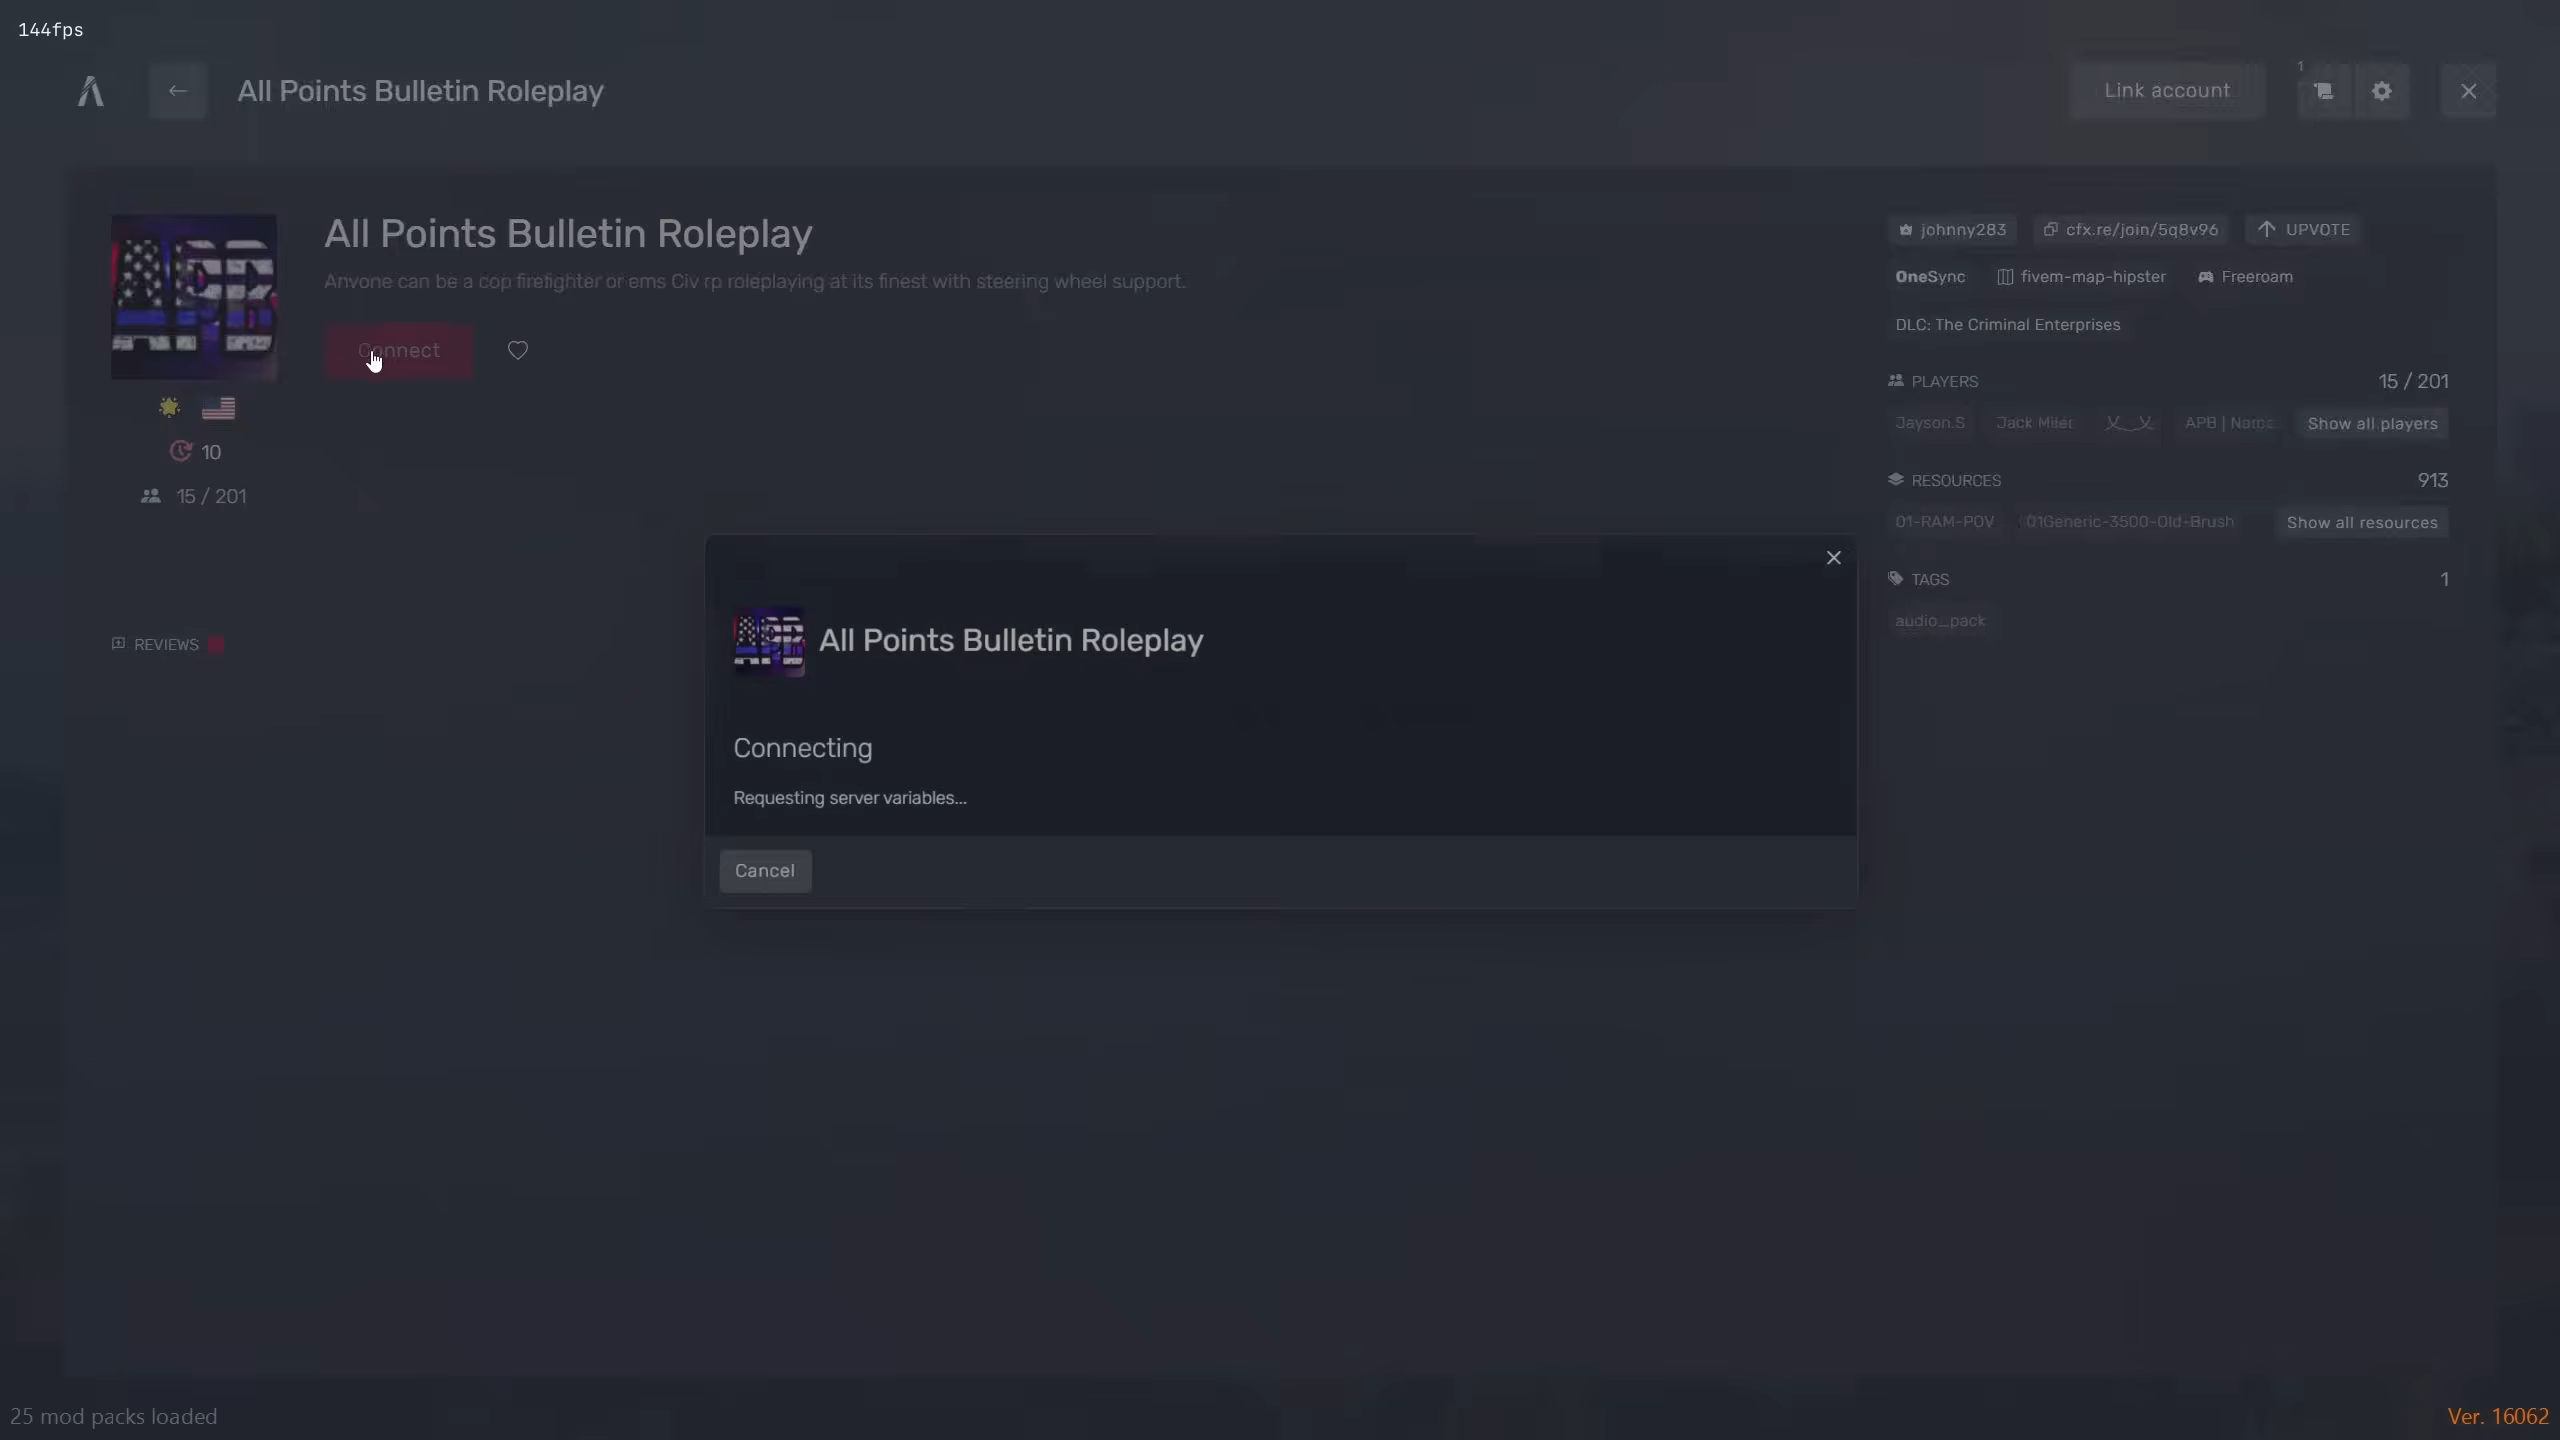 144fps
All Points Bulletin Roleplay
Link account
1
All Points Bulletin Roleplay
Anyone can be a cop firefighter or ems Civ rp roleplaying at its finest with steering wheel support.
Connect
10
15 / 201
REVIEWS
johnny283
cfx.re/join/5q8v96
UPVOTE
OneSync
fivem-map-hipster
Freeroam
DLC: The Criminal Enterprises
PLAYERS
15 / 201
Jayson.S
Jack Miler
APB |
Show all players
RESOURCES
913
01-RAM-POV
01Generic-3500-Old-Brush
Show all resources
TAGS
1
audio_pack
All Points Bulletin Roleplay
Connecting
Requesting server variables...
Cancel
25 mod packs loaded
Ver. 16062